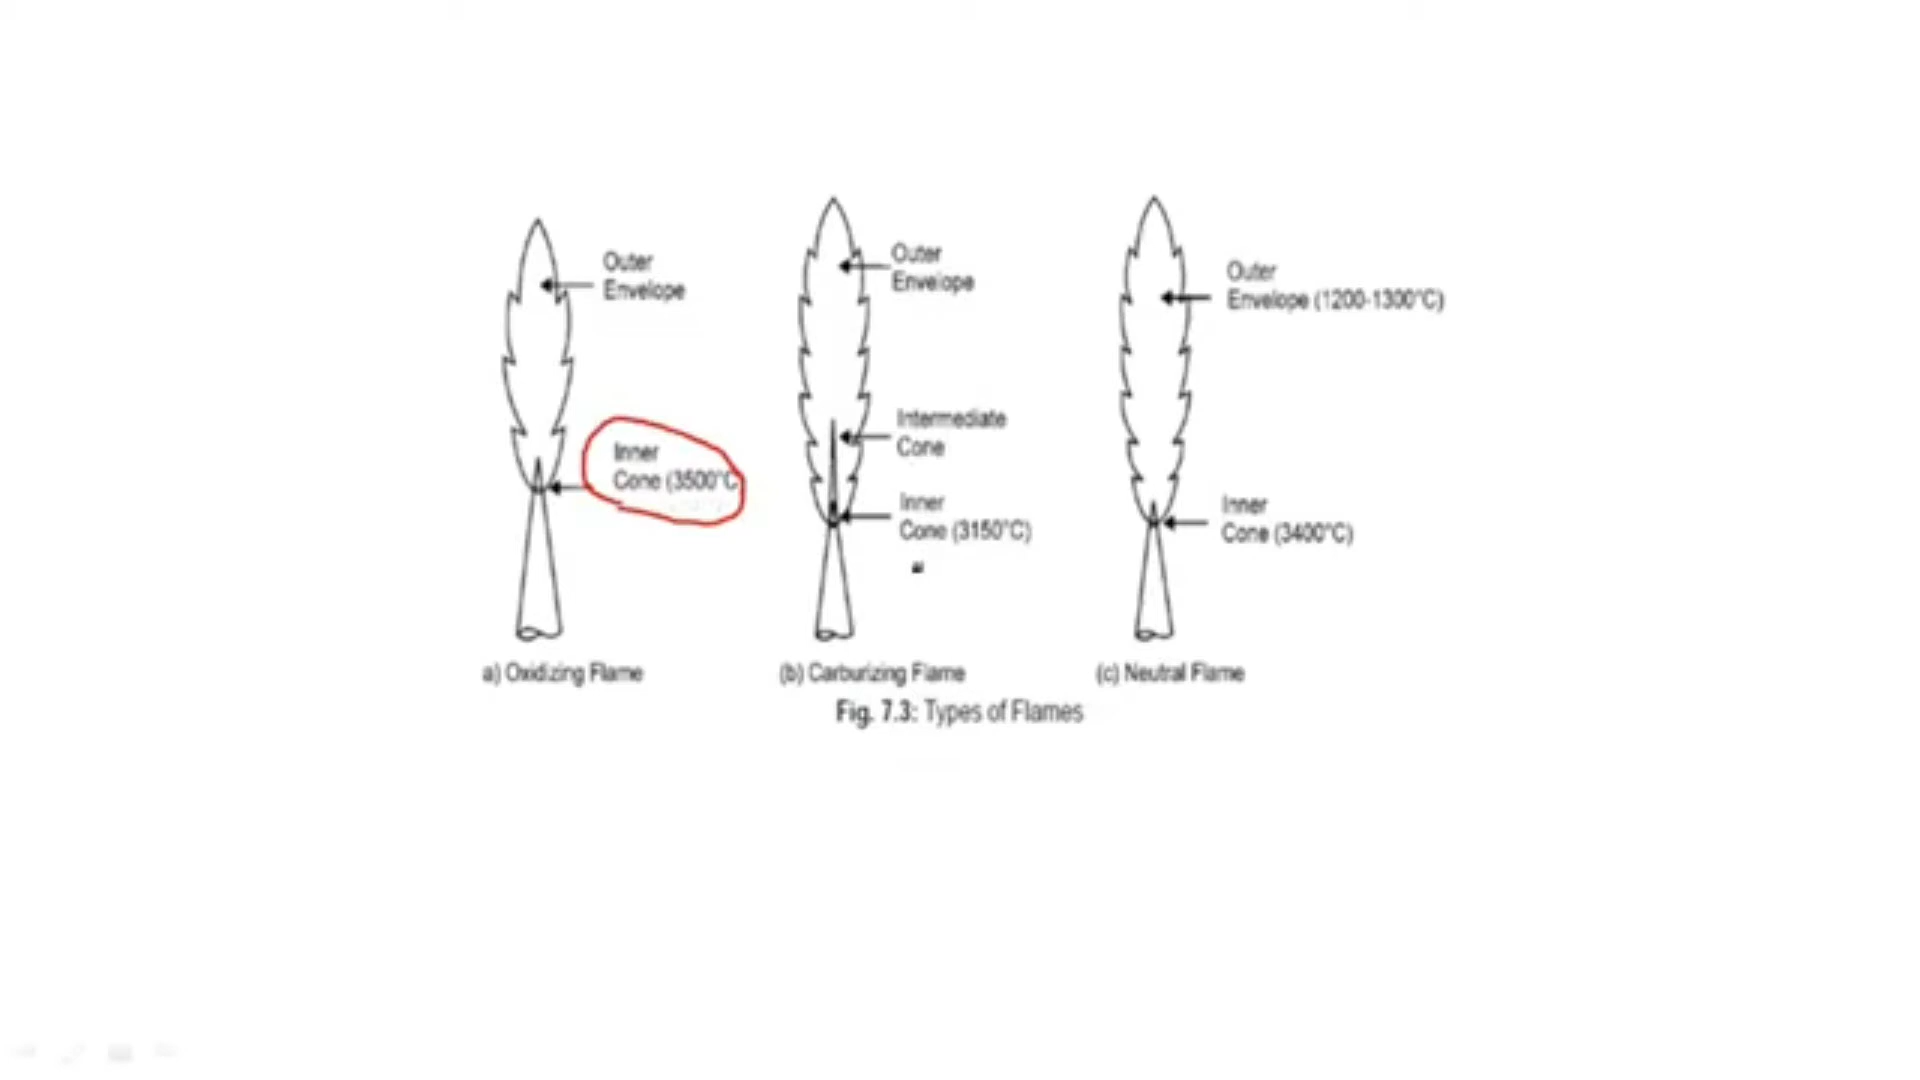 Outer
Envelope
Inner
Cone (3500°C
a) Oxidizing Flame
Outer
Envelope
Intermediate
Cone
Inner
Cone (3150°C)
(b) Carburizing Flame
Outer
Envelope (1200-1300°C)
Inner
Cone (3400°C)
(c) Neutral Flame
Fig. 7.3: Types of Flames